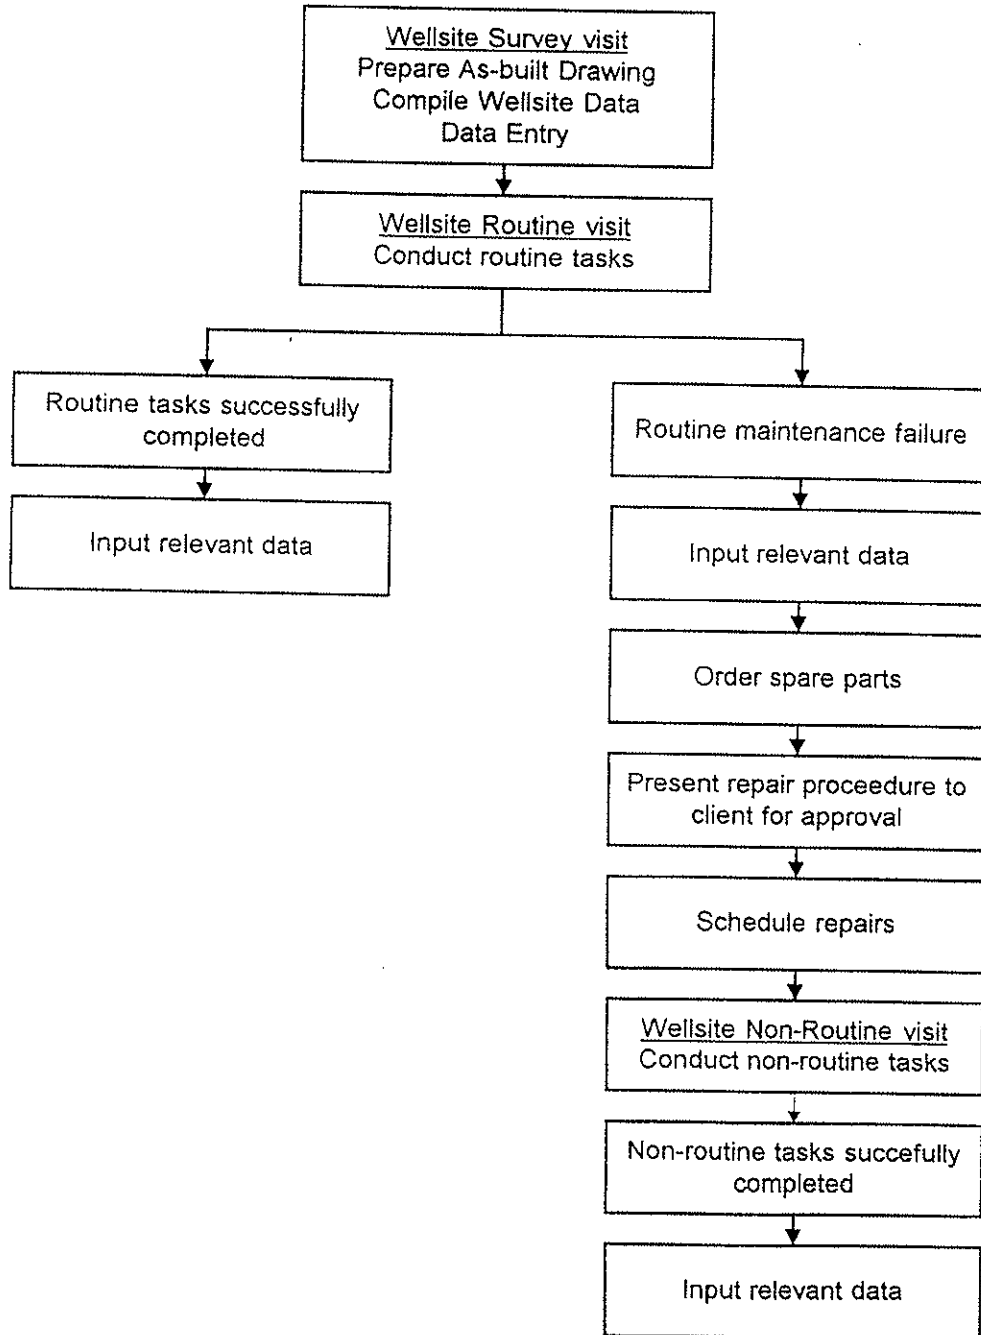 Wellsite Survey visit
Prepare As-built Drawing
Compile Wellsite Data
Data Entry
Wellsite Routine visit
Conduct routine tasks
Routine tasks successfully
completed
Input relevant data
Routine maintenance failure
Input relevant data
Order spare parts
Present repair proceedure to
client for approval
Schedule repairs
Wellsite Non-Routine visit
Conduct non-routine tasks
Non-routine tasks succefully
completed
Input relevant data